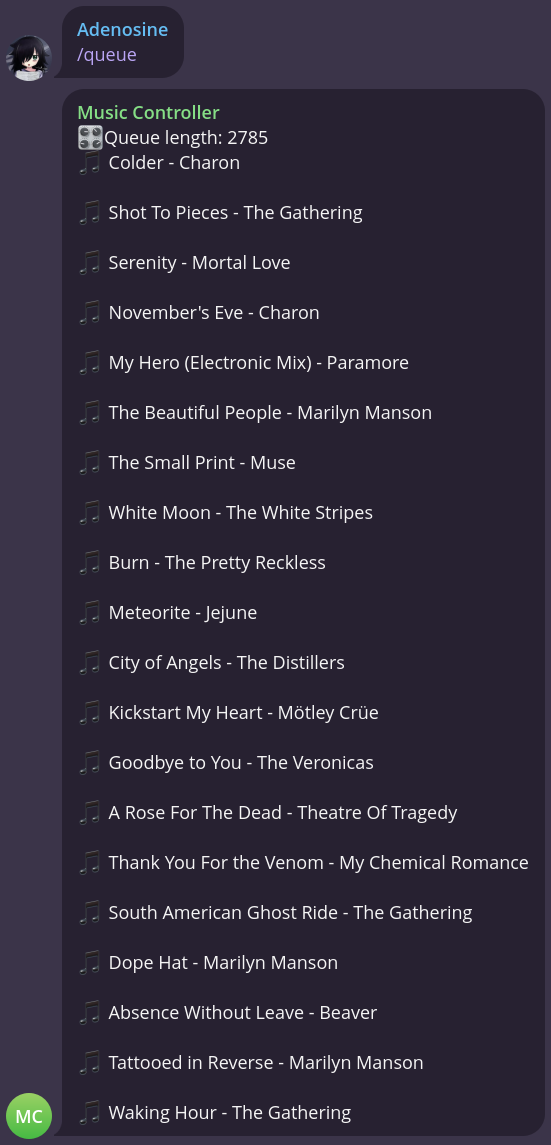 Adenosine
/queue
Music Controller
🎛Queue length: 2785
🎵 Colder - Charon
🎵 Shot To Pieces - The Gathering
🎵 Serenity - Mortal Love
🎵 November's Eve - Charon
🎵 My Hero (Electronic Mix) - Paramore
🎵 The Beautiful People - Marilyn Manson
🎵 The Small Print - Muse
🎵 White Moon - The White Stripes
🎵 Burn - The Pretty Reckless
🎵 Meteorite - Jejune
🎵 City of Angels - The Distillers
🎵 Kickstart My Heart - Mötley Crüe
🎵 Goodbye to You - The Veronicas
🎵 A Rose For The Dead - Theatre Of Tragedy
🎵 Thank You For the Venom - My Chemical Romance
🎵 South American Ghost Ride - The Gathering
🎵 Dope Hat - Marilyn Manson
🎵 Absence Without Leave - Beaver
🎵 Tattooed in Reverse - Marilyn Manson
🎵 Waking Hour - The Gathering
MC